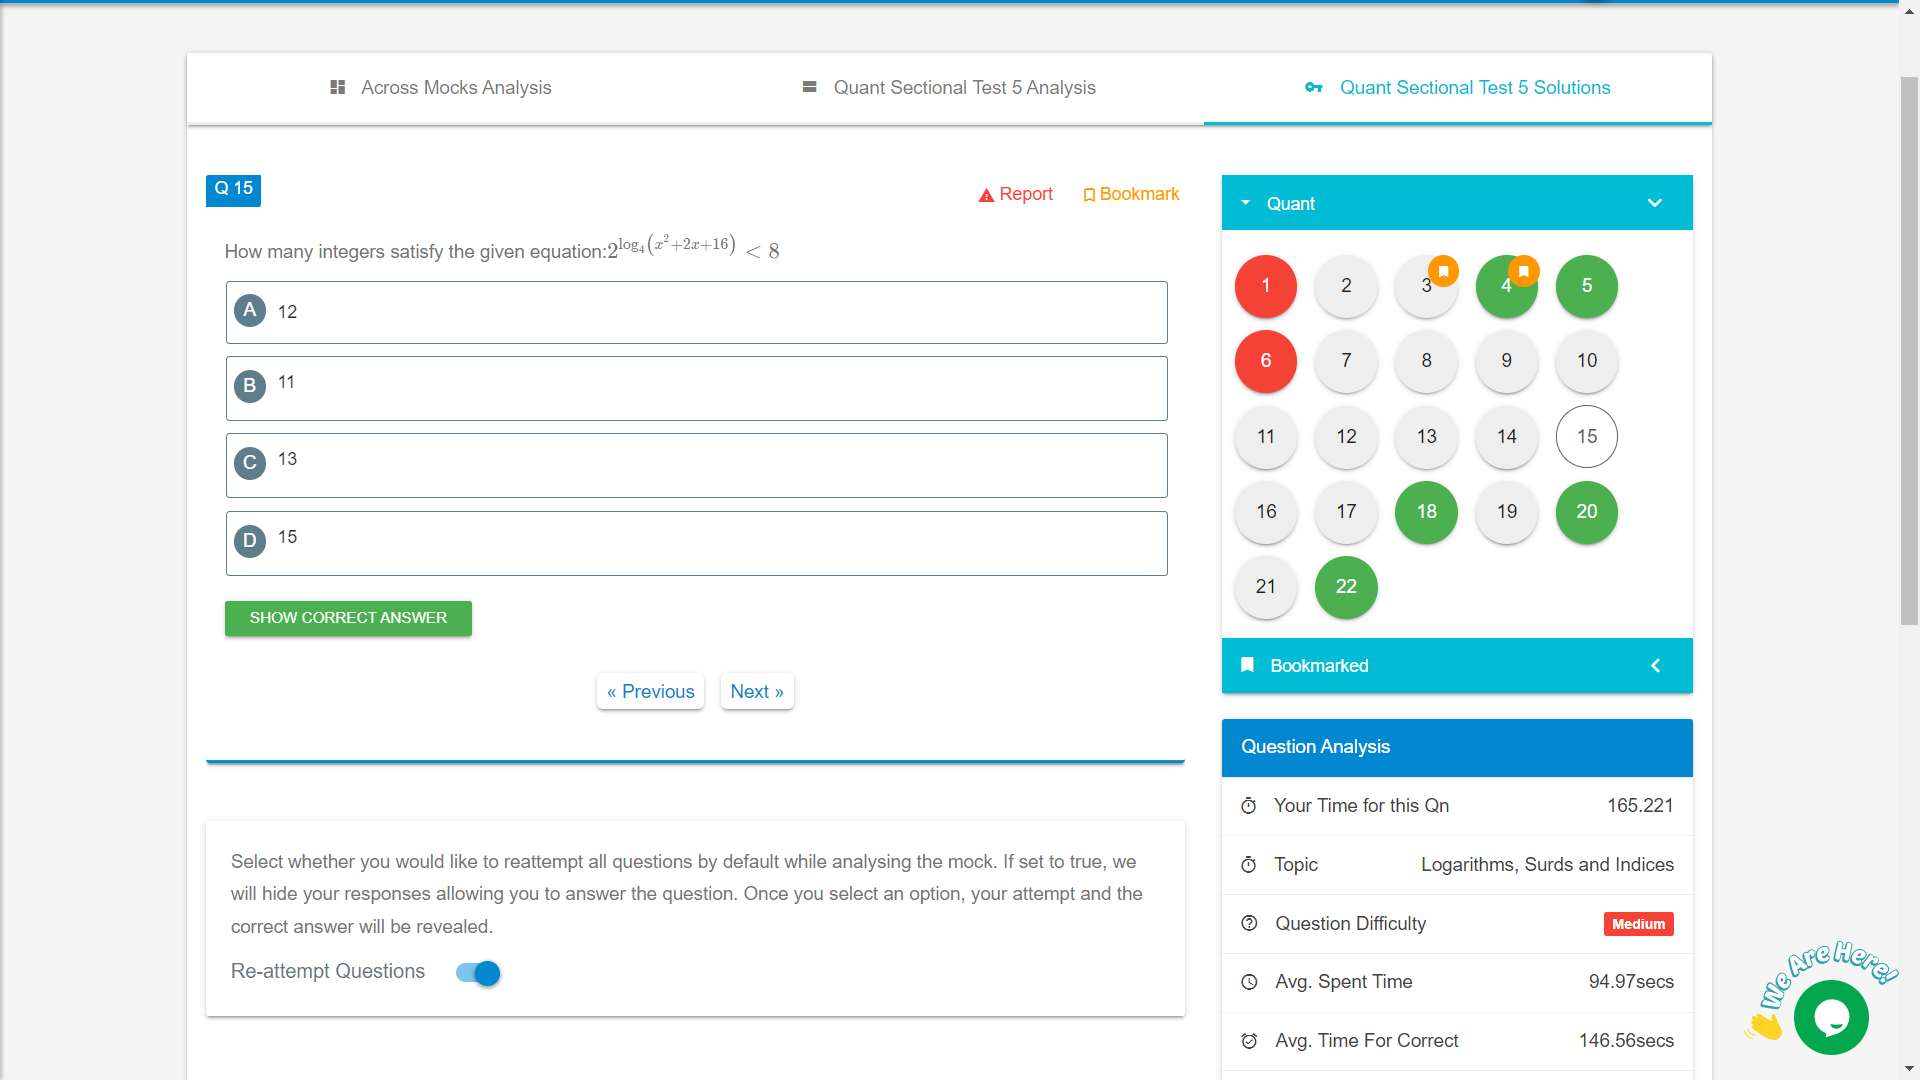 Across Mocks Analysis
Quant Sectional Test 5 Analysis
Quant Sectional Test 5 Solutions
Q 15
Report
Bookmark
How many integers satisfy the given equation:2^{log_4(x^2+2x+16)} < 8
A 12
B 11
C 13
D 15
SHOW CORRECT ANSWER
« Previous
Next »
Select whether you would like to reattempt all questions by default while analysing the mock. If set to true, we
will hide your responses allowing you to answer the question. Once you select an option, your attempt and the
correct answer will be revealed.
Re-attempt Questions
Quant
1 2 3 4 5
6 7 8 9 10
11 12 13 14 15
16 17 18 19 20
21 22
Bookmarked
Question Analysis
Your Time for this Qn 165.221
Topic Logarithms, Surds and Indices
Question Difficulty Medium
Avg. Spent Time 94.97secs
Avg. Time For Correct 146.56secs
We Are Here!